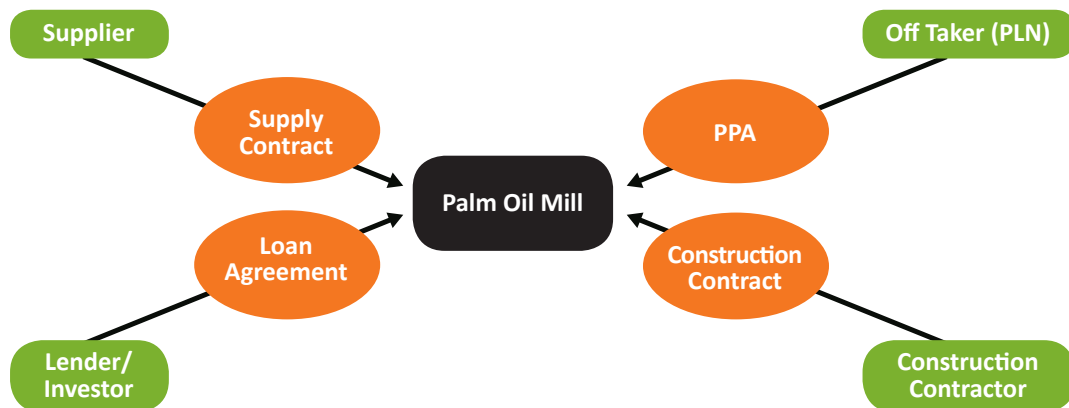 Supplier
Off Taker (PLN)
Supply
Contract
PPA
Palm Oil Mill
Loan
Agreement
Construction
Contract
Lender/
Investor
Construction
Contractor